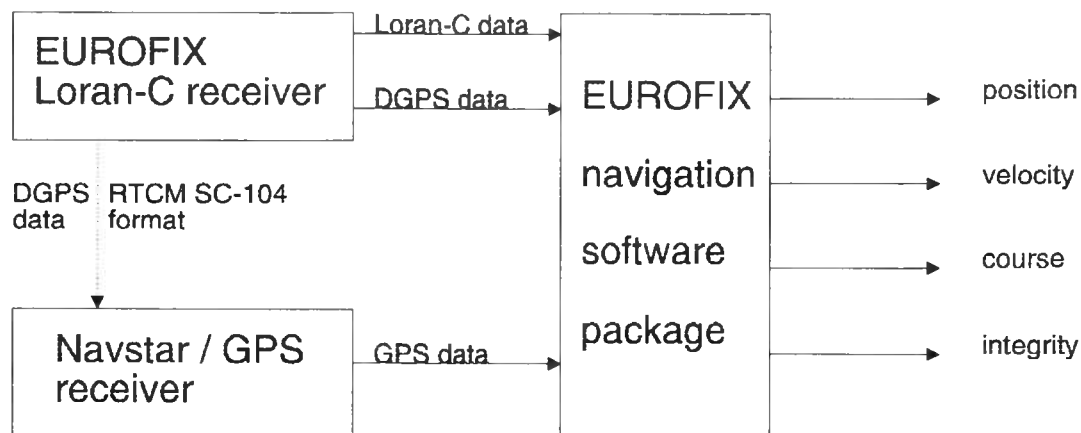 EUROFIX
Loran-C receiver
Loran-C data
DGPS data
DGPS
data
RTCM SC-104
format
Navstar / GPS
receiver
GPS data
EUROFIX
navigation
software
package
position
velocity
course
integrity